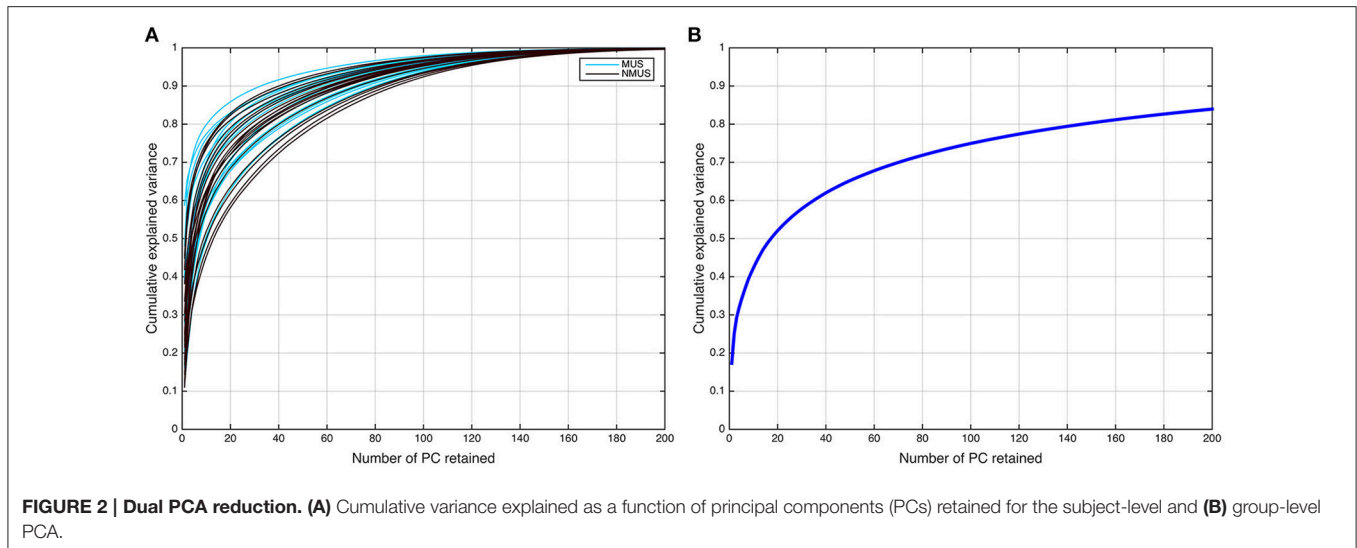 A
1
0.9
0.8
0.7
0.6
0.5
0.4
0.3
0.2
0.1
0
Cumulative explained variance
MUS
NMUS
0 20 40 60 80 100 120 140 160 180 200
Number of PC retained
B
1
0.9
0.8
0.7
0.6
0.5
0.4
0.3
0.2
0.1
0
Cumulative explained variance
0 20 40 60 80 100 120 140 160 180 200
Number of PC retained
FIGURE 2 | Dual PCA reduction. (A) Cumulative variance explained as a function of principal components (PCs) retained for the subject-level and (B) group-level
PCA.